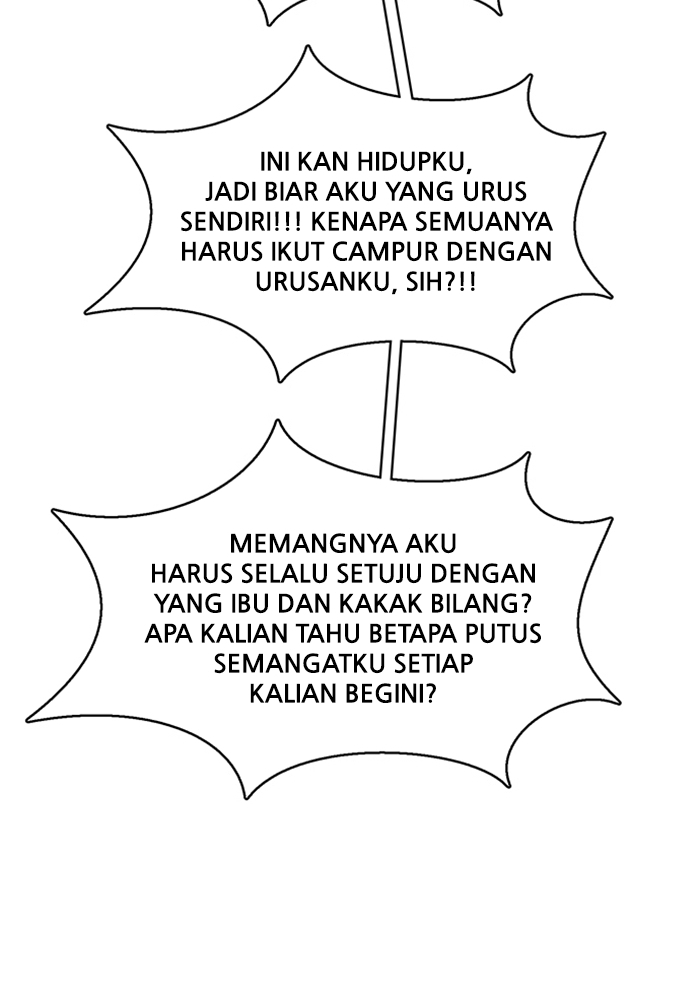 INI KAN HIDUPKU,
JADI BIAR AKU YANG URUS
SENDIRI!!! KENAPA SEMUANYA
HARUS IKUT CAMPUR DENGAN
URUSANKU, SIH?!!
MEMANGNYA AKU
HARUS SELALU SETUJU DENGAN
YANG IBU DAN KAKAK BILANG?
APA KALIAN TAHU BETAPA PUTUS
SEMANGATKU SETIAP
KALIAN BEGINI?